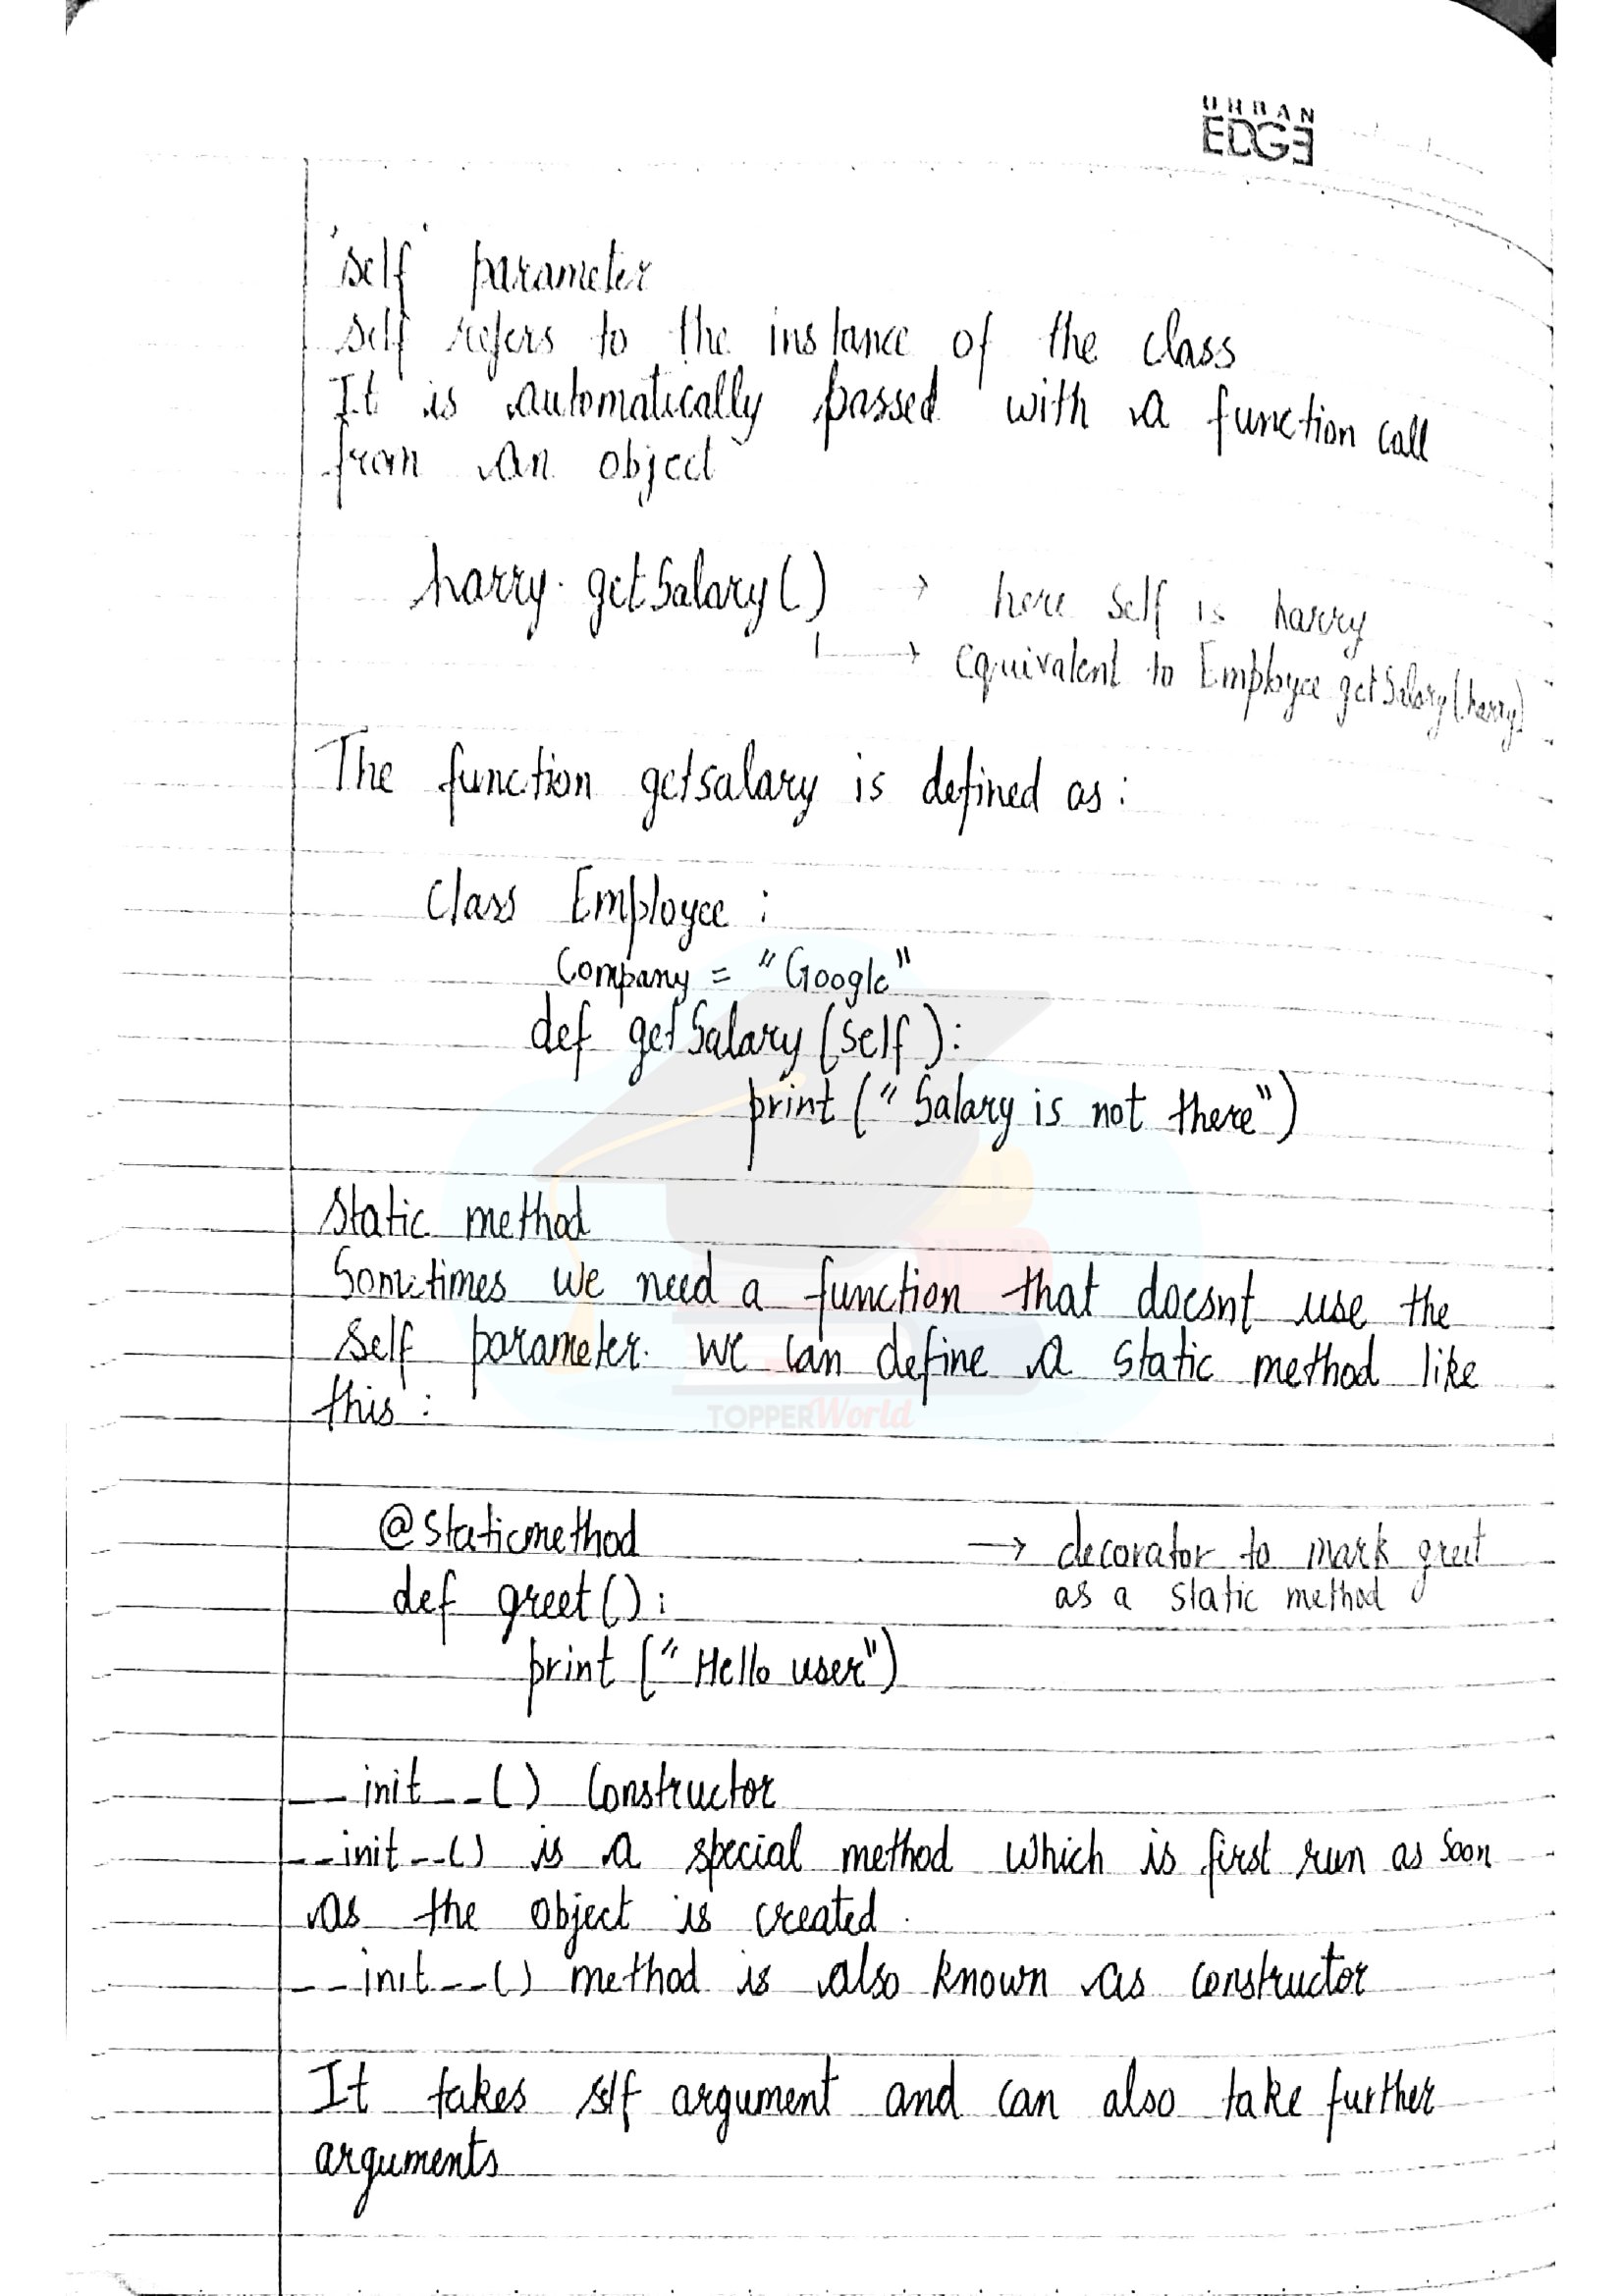 URBAN
EDGE
'self' parameter
self refers to the instance of the class
It is automatically passed with a function call
from an object
harry. getSalary() → here self is harry
→ equivalent to Employee getSalary(harry)
The function getsalary is defined as:
Class Employee :
Company = "Google"
def getSalary (self):
print (" Salary is not there")
Static method
Sometimes we need a function that doesnt use the
self parameter. we can define a static method like
this :
TOPPERWorld
@staticmethod → decorator to mark greet
as a static method
def greet():
print ("Hello user")
__init__() Constructor
__init__() is a special method which is first run as soon
as the object is created.
__init__() method is also known as constructor
It takes self argument and can also take further
arguments